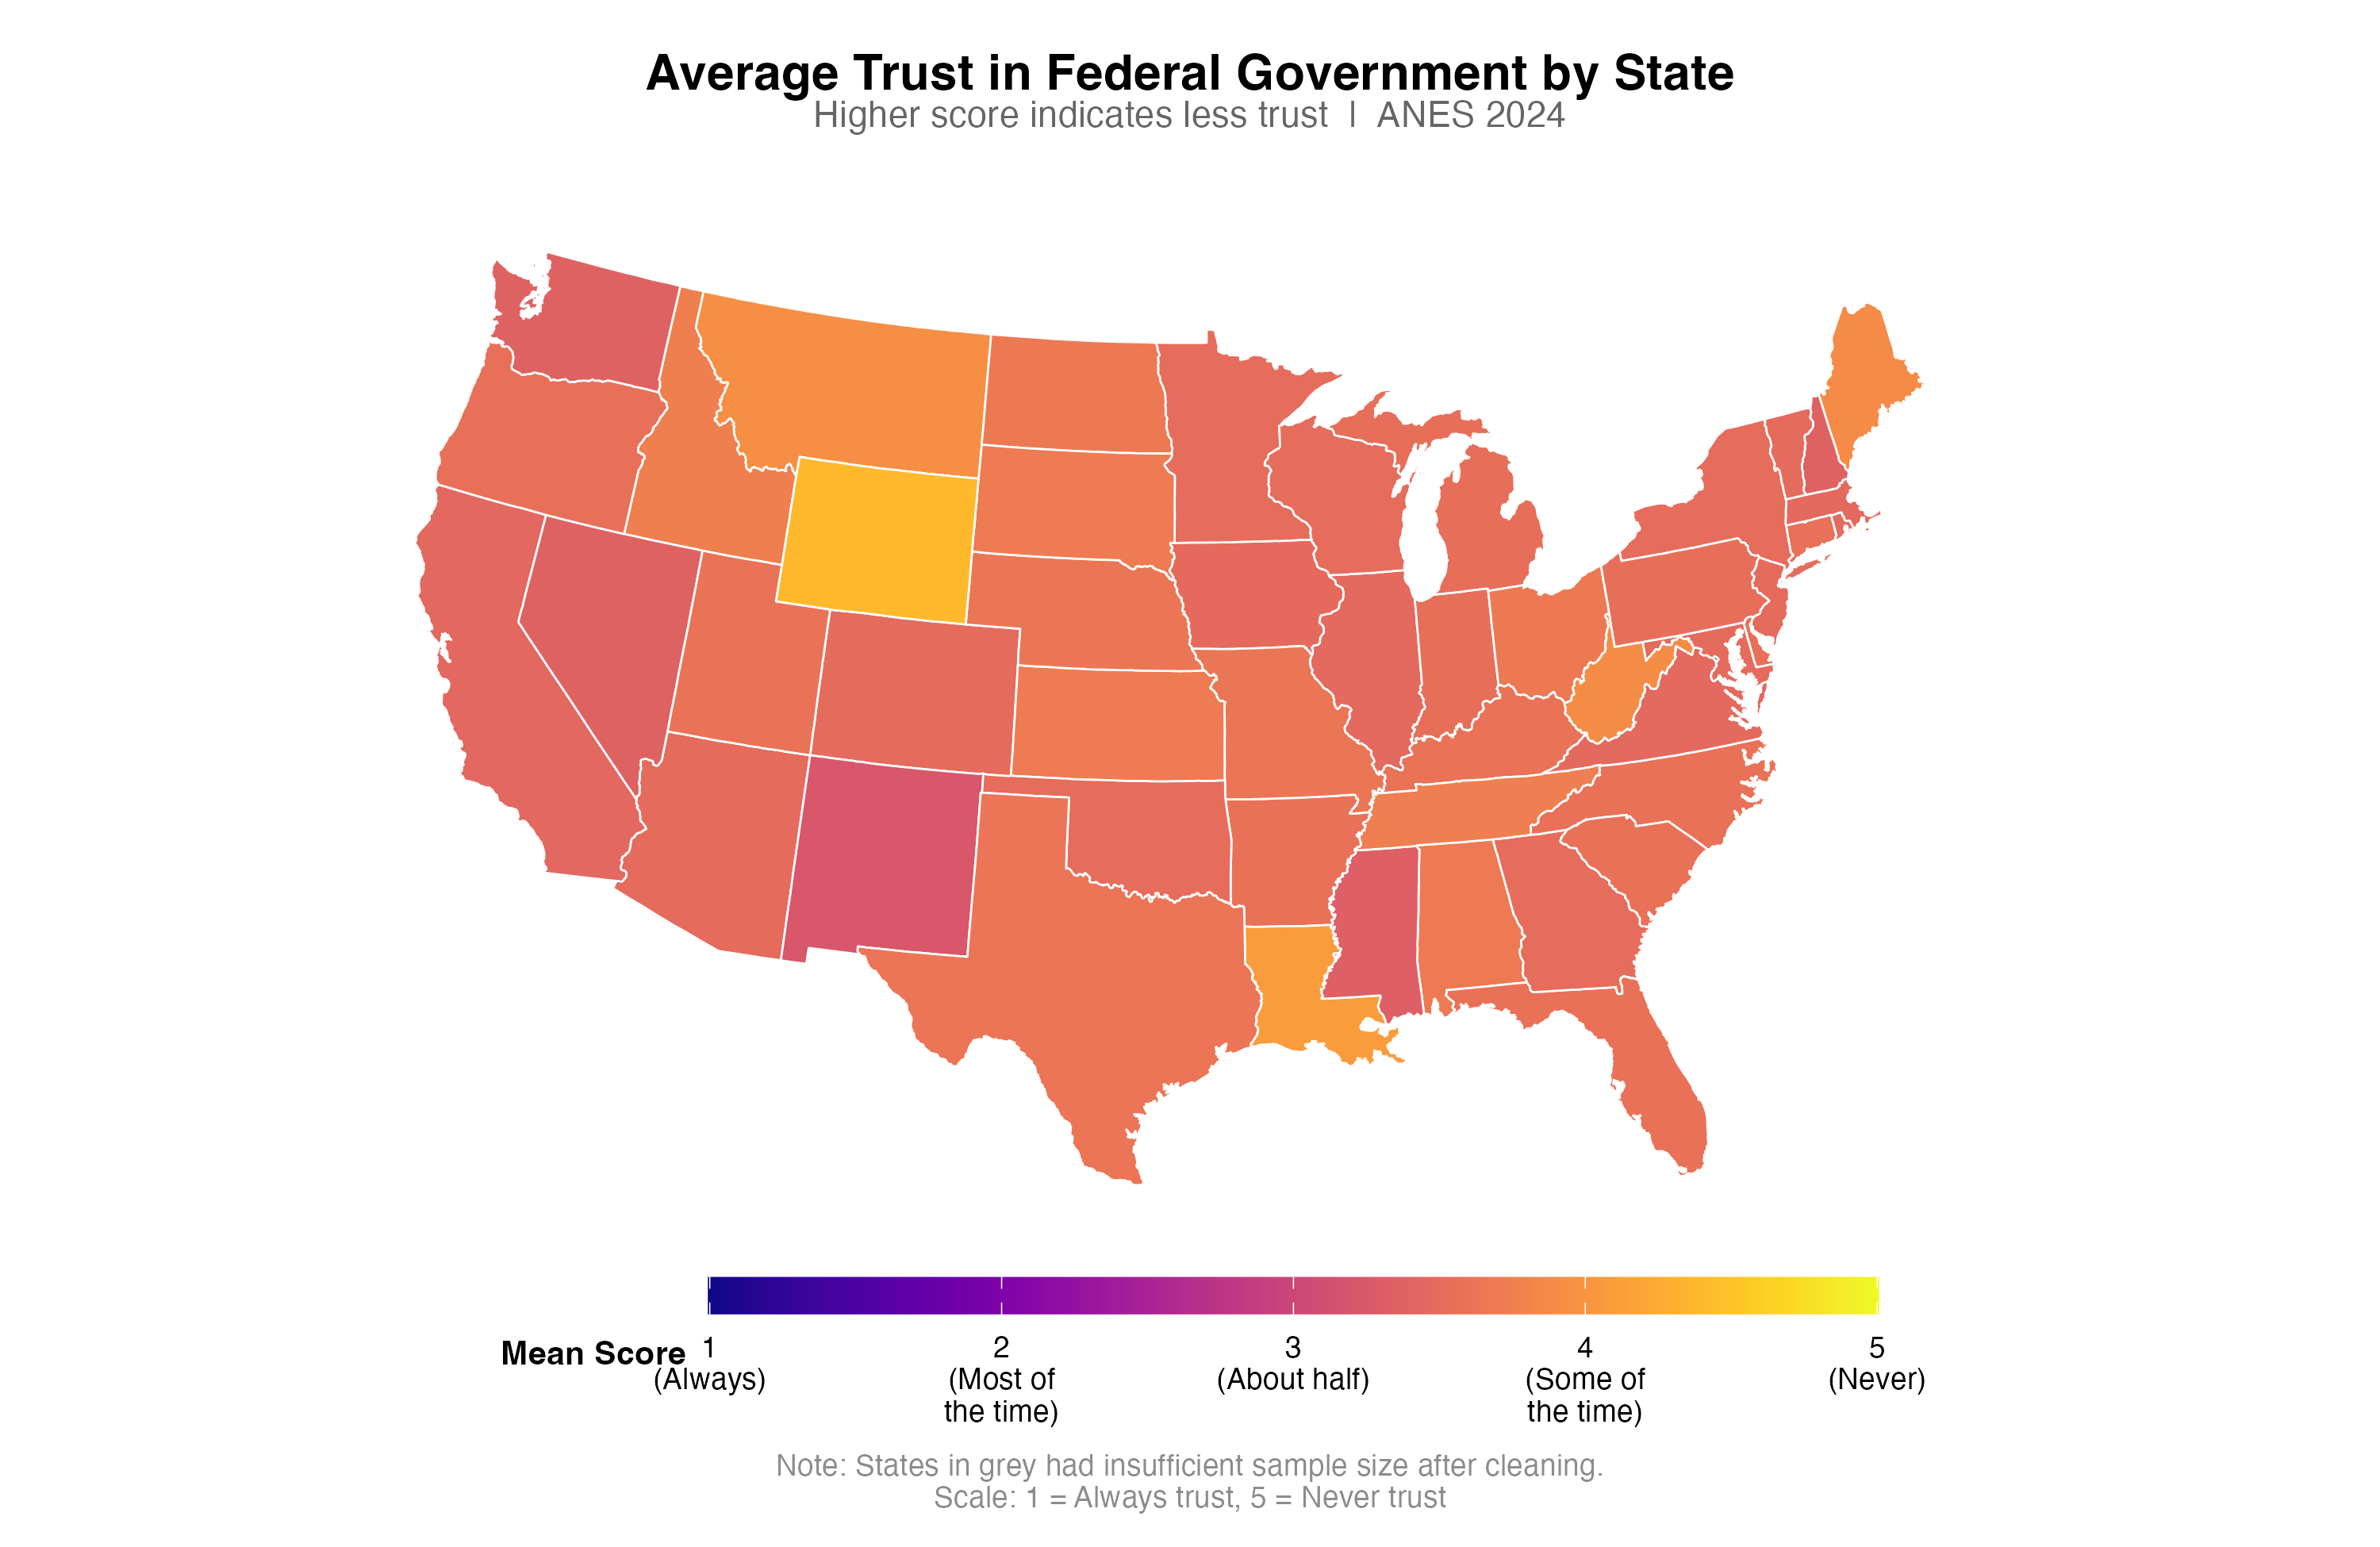 Average Trust in Federal Government by State
Higher score indicates less trust | ANES 2024
Mean Score
1
(Always)
2
(Most of
the time)
3
(About half)
4
(Some of
the time)
5
(Never)
Note: States in grey had insufficient sample size after cleaning.
Scale: 1 = Always trust, 5 = Never trust